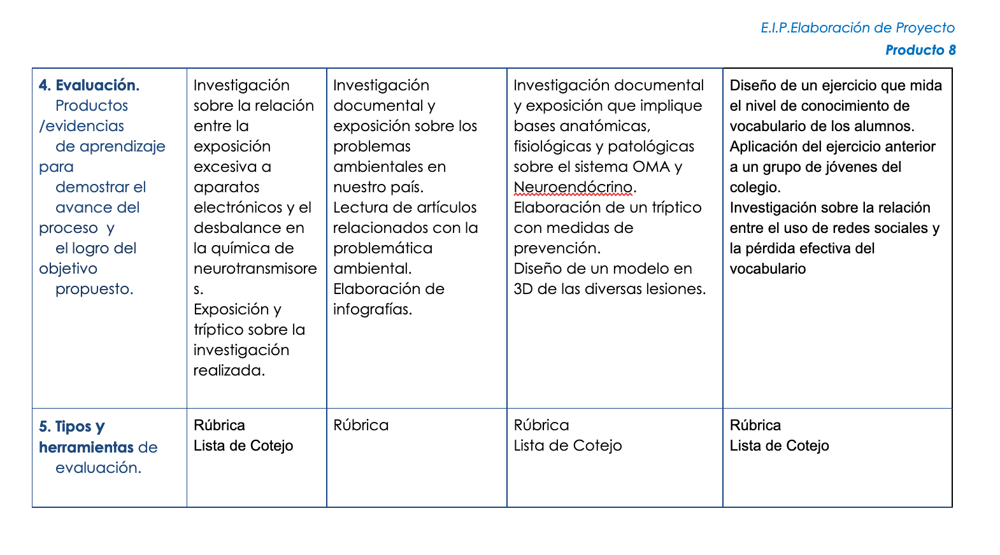 E.I.P.Elaboración de Proyecto
Producto 8
4. Evaluación.
Productos
/evidencias
de aprendizaje
para
demostrar el
avance del
proceso  y
el logro del
objetivo
propuesto.
Investigación
sobre la relación
entre la
exposición
excesiva a
aparatos
electrónicos y el
desbalance en
la química de
neurotransmisore
s.
Exposición y
tríptico sobre la
investigación
realizada.
Investigación
documental y
exposición sobre los
problemas
ambientales en
nuestro país.
Lectura de artículos
relacionados con la
problemática
ambiental.
Elaboración de
infografías.
Investigación documental
y exposición que implique
bases anatómicas,
fisiológicas y patológicas
sobre el sistema OMA y
Neuroendócrino.
Elaboración de un tríptico
con medidas de
prevención.
Diseño de un modelo en
3D de las diversas lesiones.
Diseño de un ejercicio que mida
el nivel de conocimiento de
vocabulario de los alumnos.
Aplicación del ejercicio anterior
a un grupo de jóvenes del
colegio.
Investigación sobre la relación
entre el uso de redes sociales y
la pérdida efectiva del
vocabulario
5. Tipos y
herramientas de
evaluación.
Rúbrica
Lista de Cotejo
Rúbrica
Rúbrica
Lista de Cotejo
Rúbrica
Lista de Cotejo